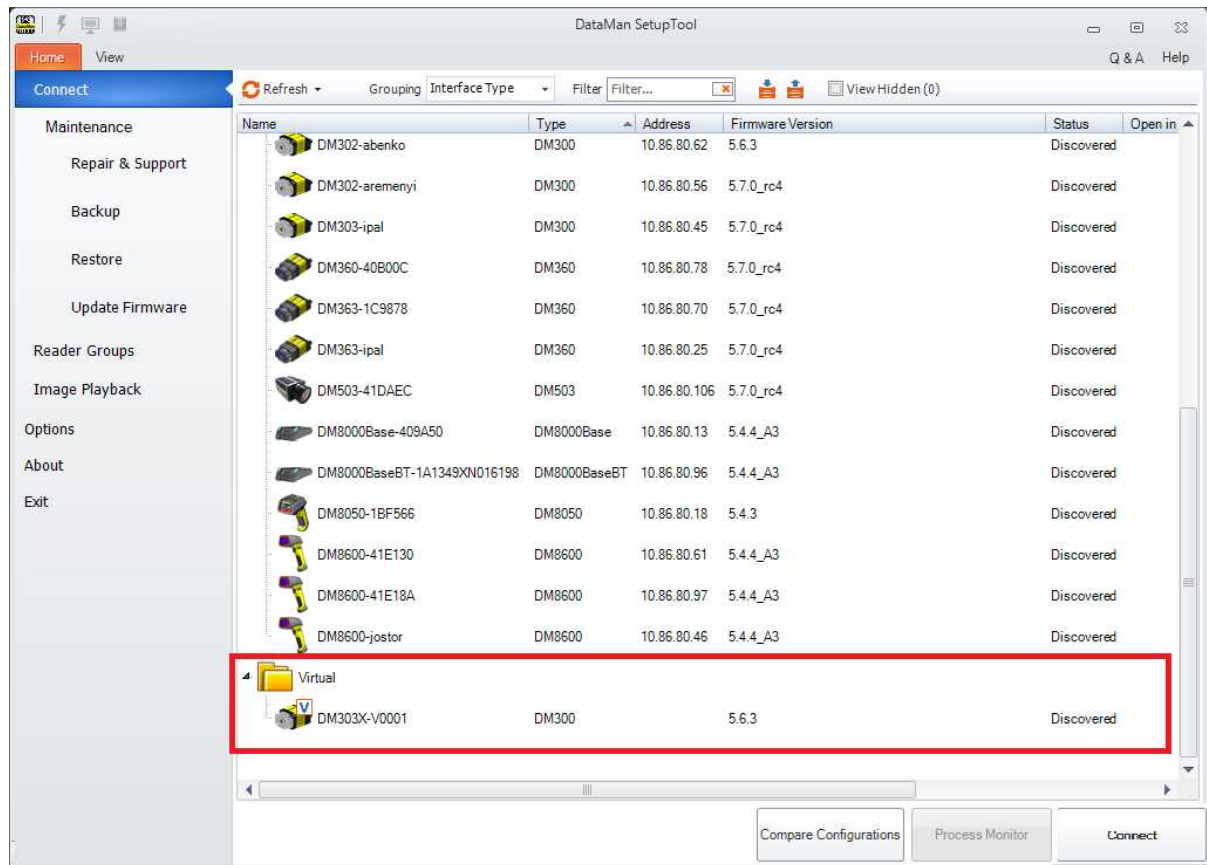 DataMan SetupTool
Home View Q & A Help
Connect
Maintenance
Repair & Support
Backup
Restore
Update Firmware
Reader Groups
Image Playback
Options
About
Exit
Refresh Grouping Interface Type Filter Filter... View Hidden (0)
Name Type Address Firmware Version Status Open in
DM302-abenko DM300 10.86.80.62 5.6.3 Discovered
DM302-aremenyi DM300 10.86.80.56 5.7.0_rc4 Discovered
DM303-ipal DM300 10.86.80.45 5.7.0_rc4 Discovered
DM360-40B00C DM360 10.86.80.78 5.7.0_rc4 Discovered
DM363-1C9878 DM360 10.86.80.70 5.7.0_rc4 Discovered
DM363-ipal DM360 10.86.80.25 5.7.0_rc4 Discovered
DM503-41DAEC DM503 10.86.80.106 5.7.0_rc4 Discovered
DM8000Base-409A50 DM8000Base 10.86.80.13 5.4.4_A3 Discovered
DM8000BaseBT-1A1349XN016198 DM8000BaseBT 10.86.80.96 5.4.4_A3 Discovered
DM8050-1BF566 DM8050 10.86.80.18 5.4.3 Discovered
DM8600-41E130 DM8600 10.86.80.61 5.4.4_A3 Discovered
DM8600-41E18A DM8600 10.86.80.97 5.4.4_A3 Discovered
DM8600-jostor DM8600 10.86.80.46 5.4.4_A3 Discovered
Virtual
V DM303X-V0001 DM300 5.6.3 Discovered
Compare Configurations Process Monitor Connect